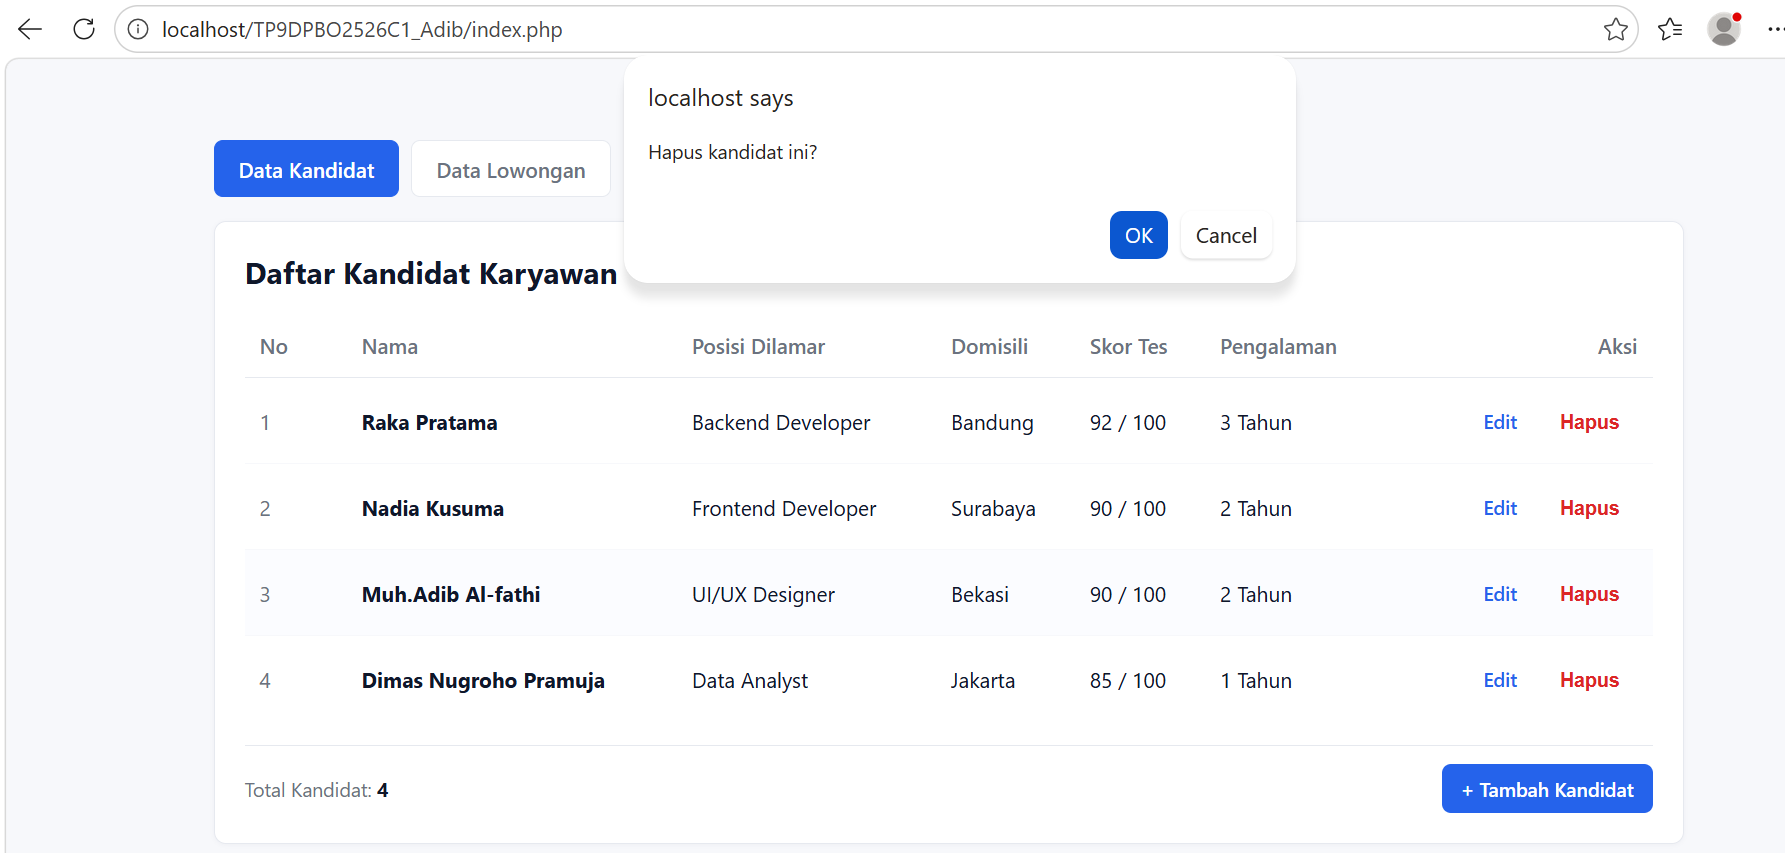 localhost/TP9DPBO2526C1_Adib/index.php
localhost says
Hapus kandidat ini?
OK Cancel
Data Kandidat Data Lowongan
Daftar Kandidat Karyawan
No Nama Posisi Dilamar Domisili Skor Tes Pengalaman Aksi
1 Raka Pratama Backend Developer Bandung 92 / 100 3 Tahun Edit Hapus
2 Nadia Kusuma Frontend Developer Surabaya 90 / 100 2 Tahun Edit Hapus
3 Muh.Adib Al-fathi UI/UX Designer Bekasi 90 / 100 2 Tahun Edit Hapus
4 Dimas Nugroho Pramuja Data Analyst Jakarta 85 / 100 1 Tahun Edit Hapus
Total Kandidat: 4 + Tambah Kandidat